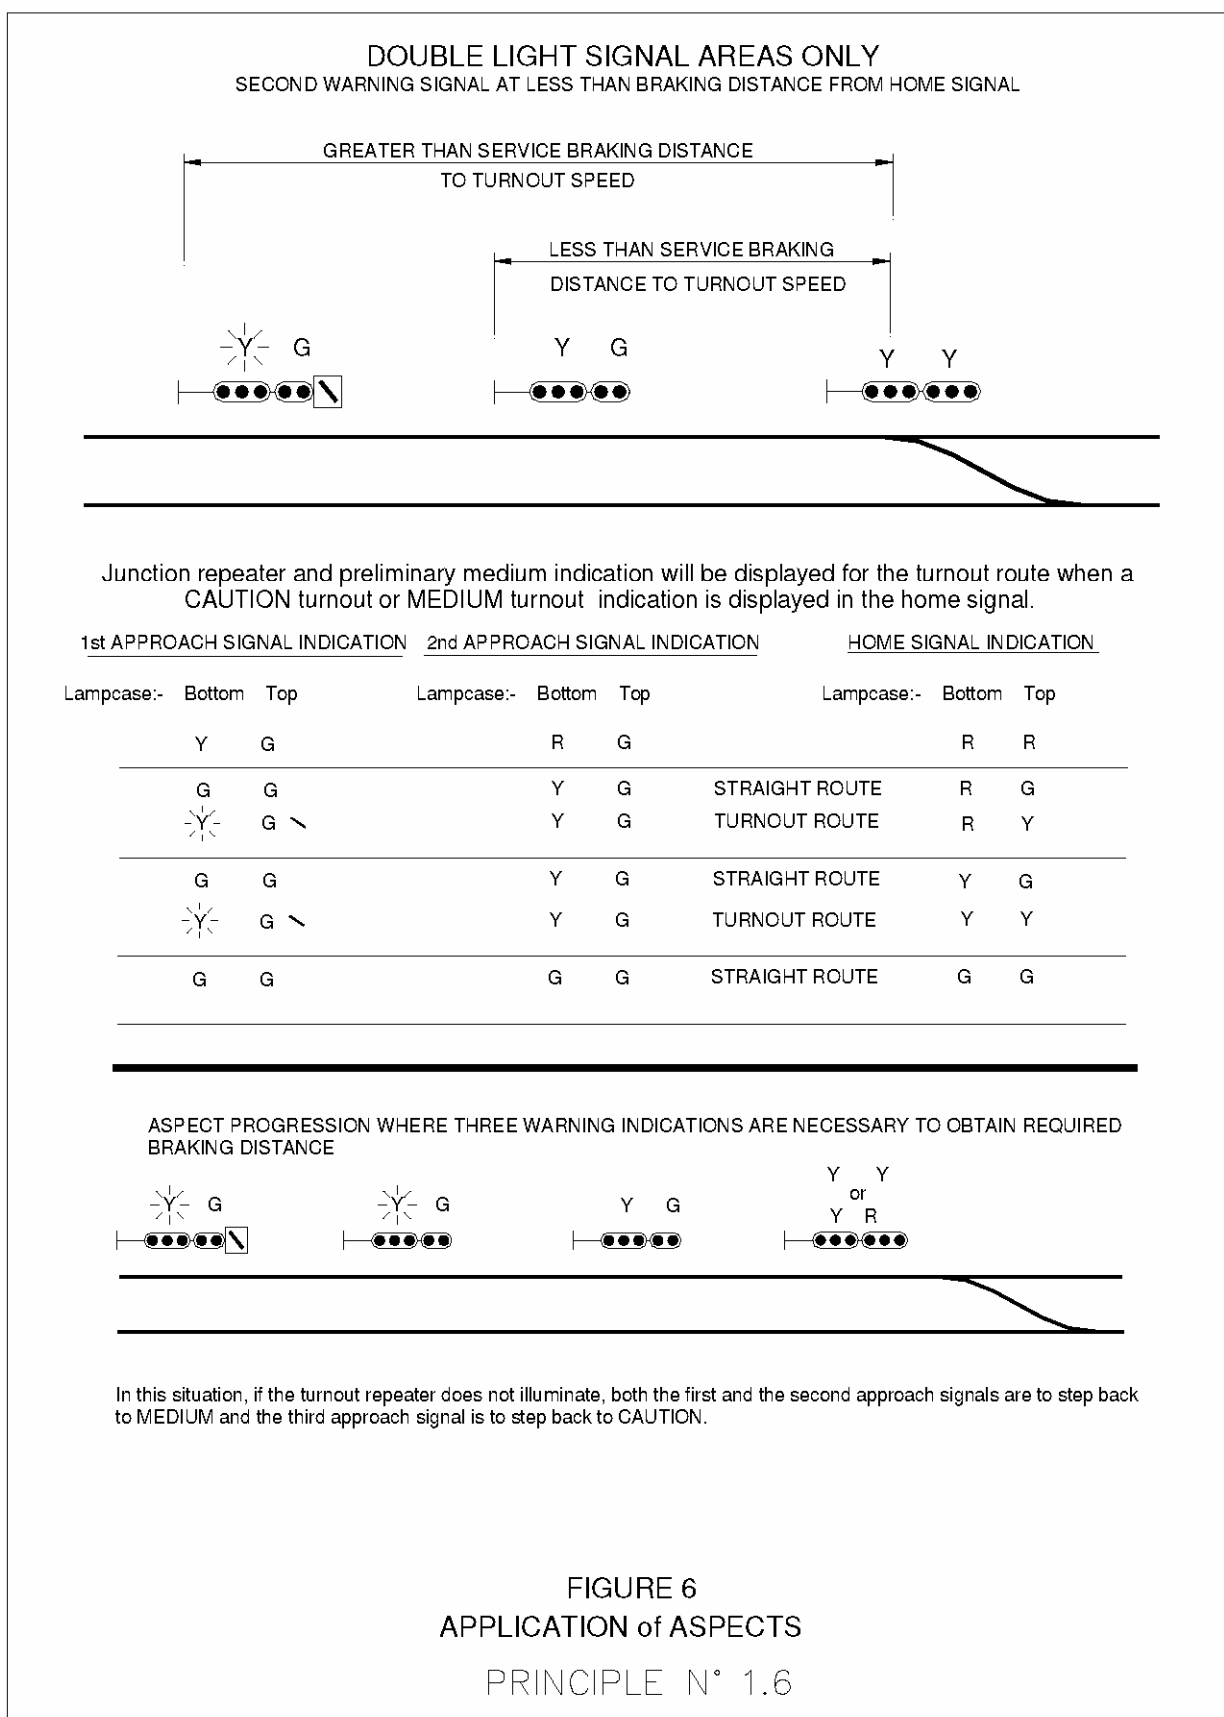 DOUBLE LIGHT SIGNAL AREAS ONLY
SECOND WARNING SIGNAL AT LESS THAN BRAKING DISTANCE FROM HOME SIGNAL
GREATER THAN SERVICE BRAKING DISTANCE
TO TURNOUT SPEED
LESS THAN SERVICE BRAKING
DISTANCE TO TURNOUT SPEED
Y G Y G Y Y
Junction repeater and preliminary medium indication will be displayed for the turnout route when a
CAUTION turnout or MEDIUM turnout indication is displayed in the home signal.
1st APPROACH SIGNAL INDICATION 2nd APPROACH SIGNAL INDICATION HOME SIGNAL INDICATION
Lampcase:- Bottom Top Lampcase:- Bottom Top Lampcase:- Bottom Top
Y G R G R R
G G Y G STRAIGHT ROUTE R G
Y G Y G TURNOUT ROUTE R Y
G G Y G STRAIGHT ROUTE Y G
Y G Y G TURNOUT ROUTE Y Y
G G G G STRAIGHT ROUTE G G
ASPECT PROGRESSION WHERE THREE WARNING INDICATIONS ARE NECESSARY TO OBTAIN REQUIRED
BRAKING DISTANCE
Y Y
or
Y G Y G Y G Y R
In this situation, if the turnout repeater does not illuminate, both the first and the second approach signals are to step back
to MEDIUM and the third approach signal is to step back to CAUTION.
FIGURE 6
APPLICATION of ASPECTS
PRINCIPLE N° 1.6